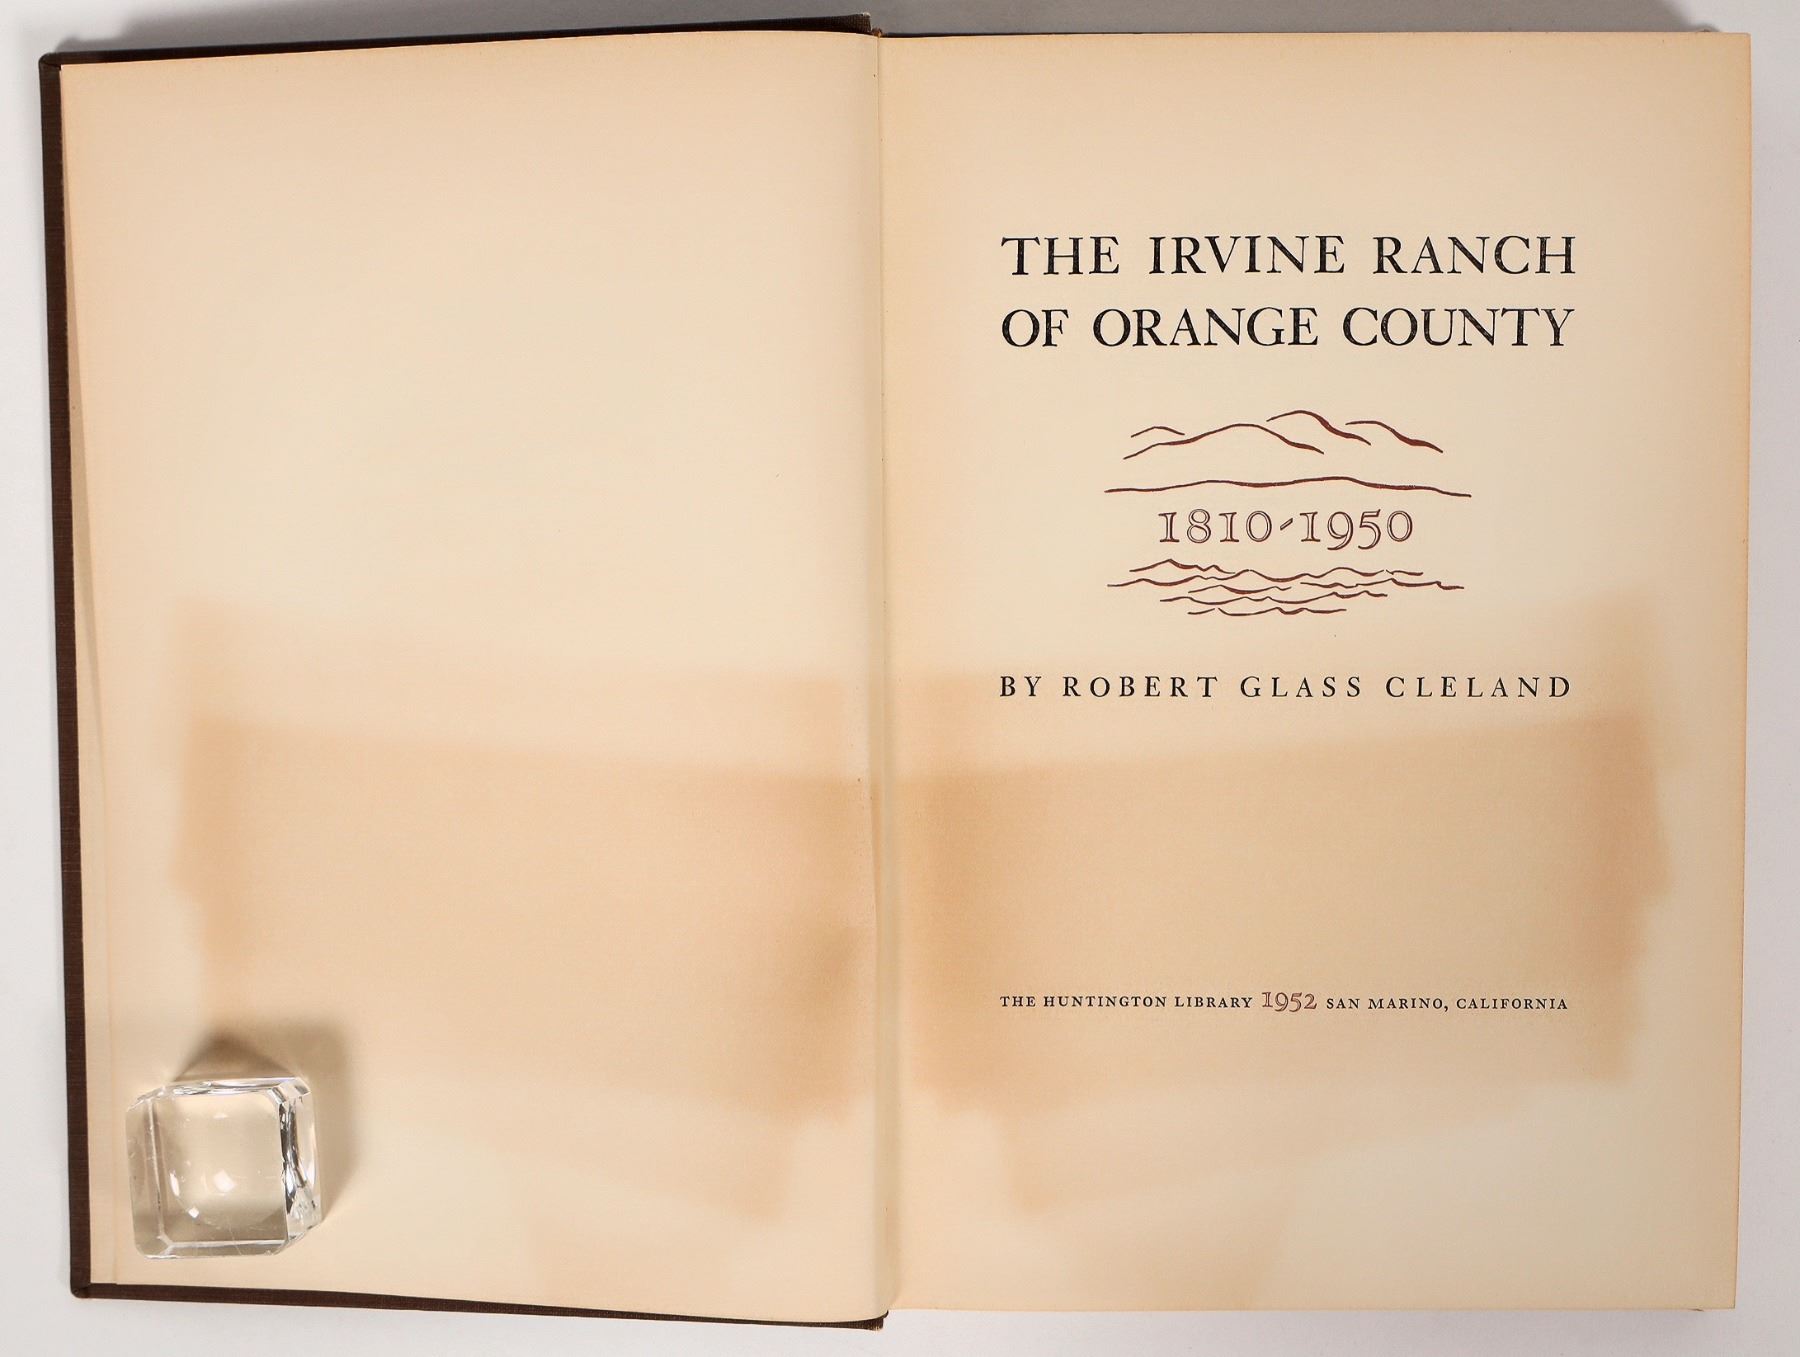 THE IRVINE RANCH
OF ORANGE COUNTY
1810-1950
BY ROBERT GLASS CLELAND
THE HUNTINGTON LIBRARY 1952 SAN MARINO, CALIFORNIA